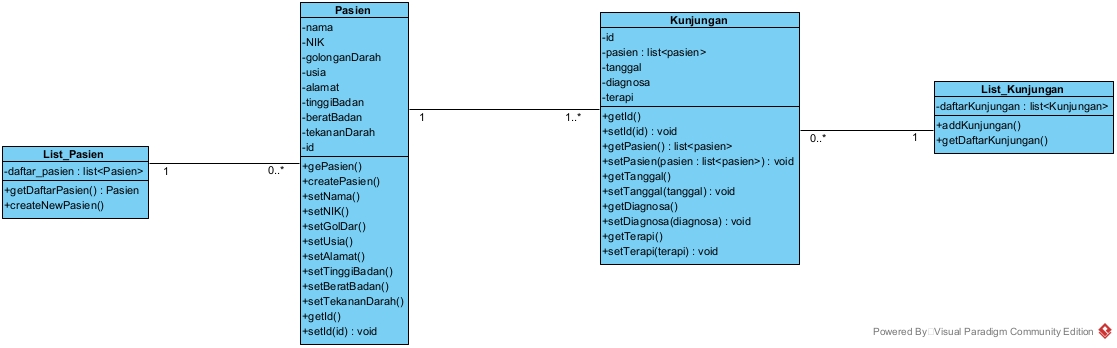 List_Pasien
-daftar_pasien : list<Pasien>
+getDaftarPasien() : Pasien
+createNewPasien()
1
0..*
Pasien
-nama
-NIK
-golonganDarah
-usia
-alamat
-tinggiBadan
-beratBadan
-tekananDarah
-id
+gePasien()
+createPasien()
+setNama()
+setNIK()
+setGolDar()
+setUsia()
+setAlamat()
+setTinggiBadan()
+setBeratBadan()
+setTekananDarah()
+getId()
+setId(id) : void
1
1..*
Kunjungan
-id
-pasien : list<pasien>
-tanggal
-diagnosa
-terapi
+getId()
+setId(id) : void
+getPasien() : list<pasien>
+setPasien(pasien : list<pasien>) : void
+getTanggal()
+setTanggal(tanggal) : void
+getDiagnosa()
+setDiagnosa(diagnosa) : void
+getTerapi()
+setTerapi(terapi) : void
0..*
1
List_Kunjungan
-daftarKunjungan : list<Kunjungan>
+addKunjungan()
+getDaftarKunjungan()
Powered By Visual Paradigm Community Edition